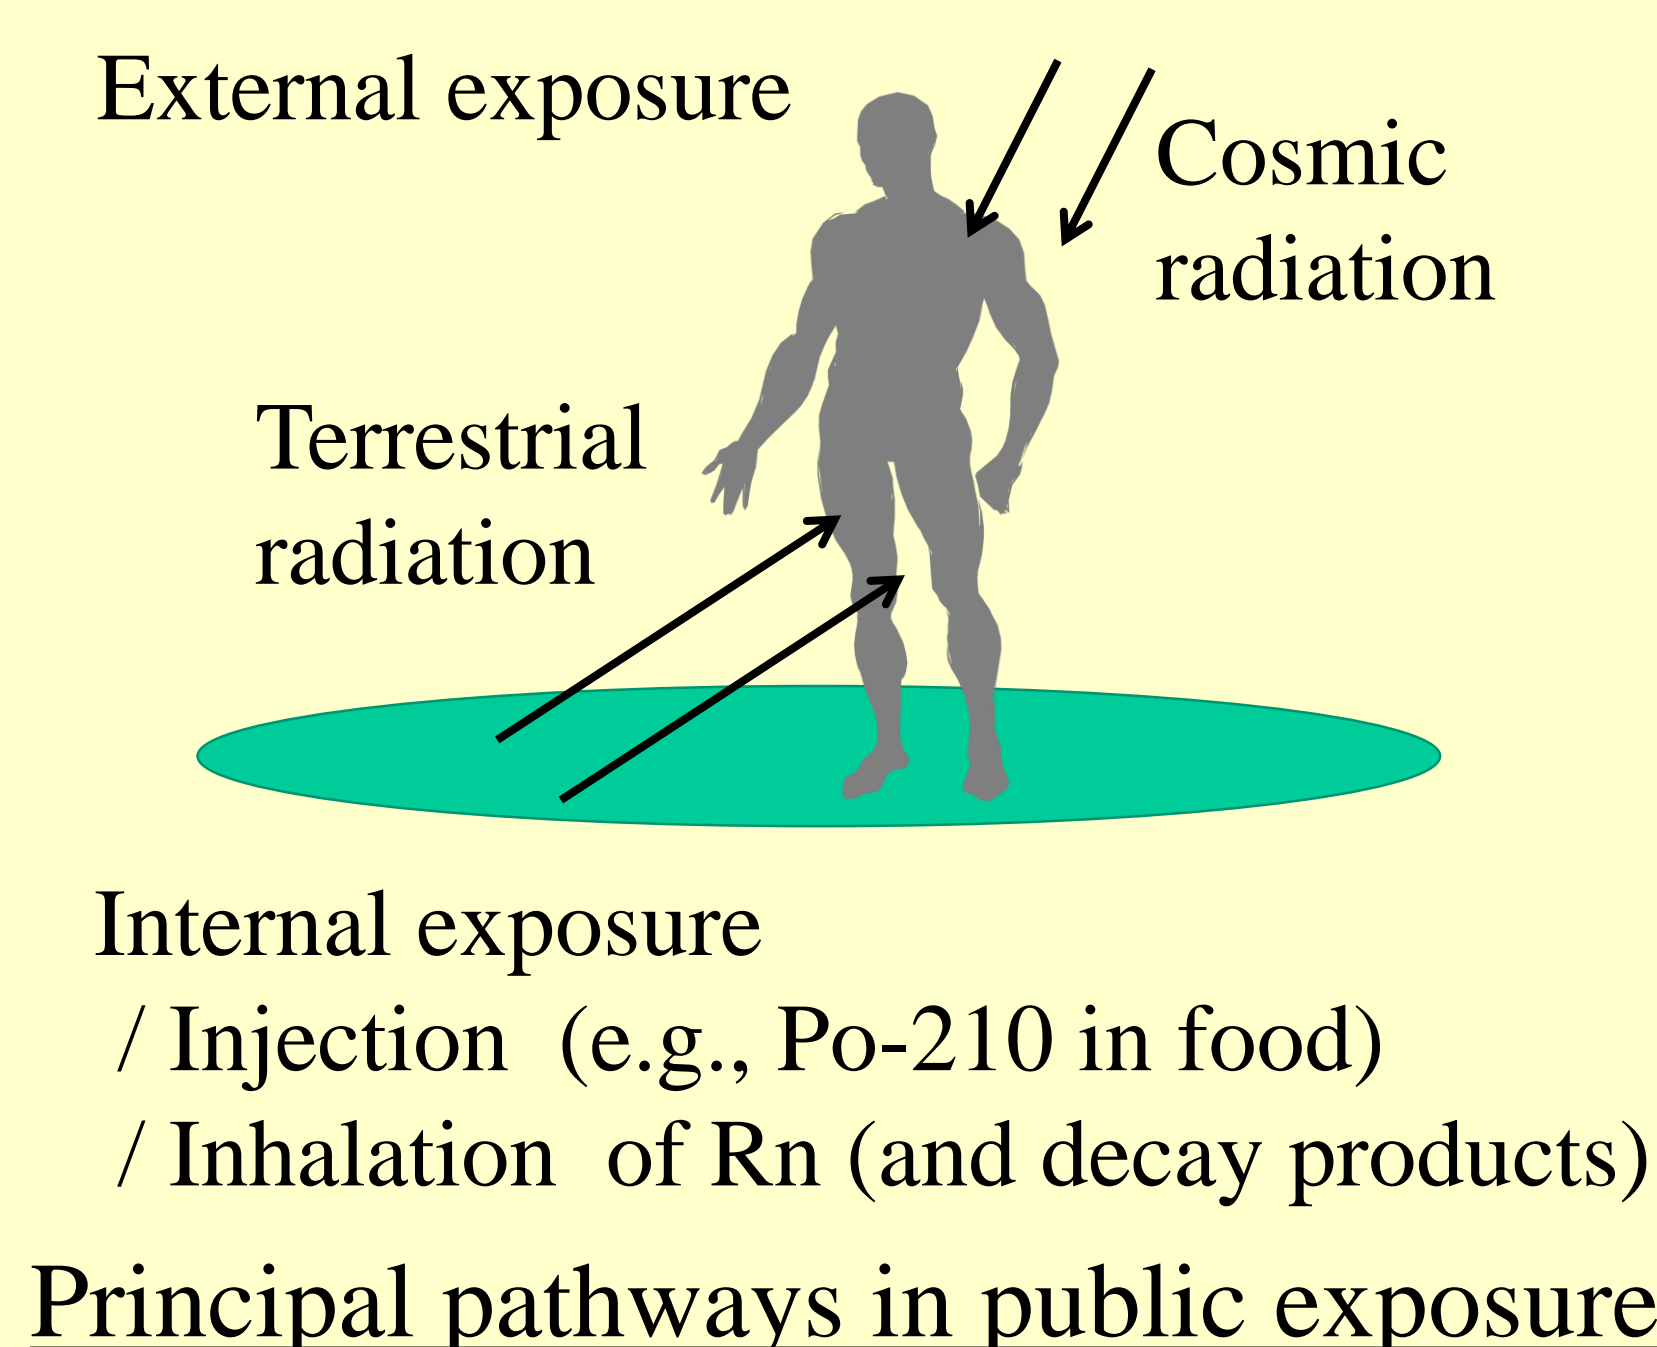 External exposure
Cosmic
radiation
Terrestrial
radiation
Internal exposure
/ Injection (e.g., Po-210 in food)
/ Inhalation of Rn (and decay products)
Principal pathways in public exposure